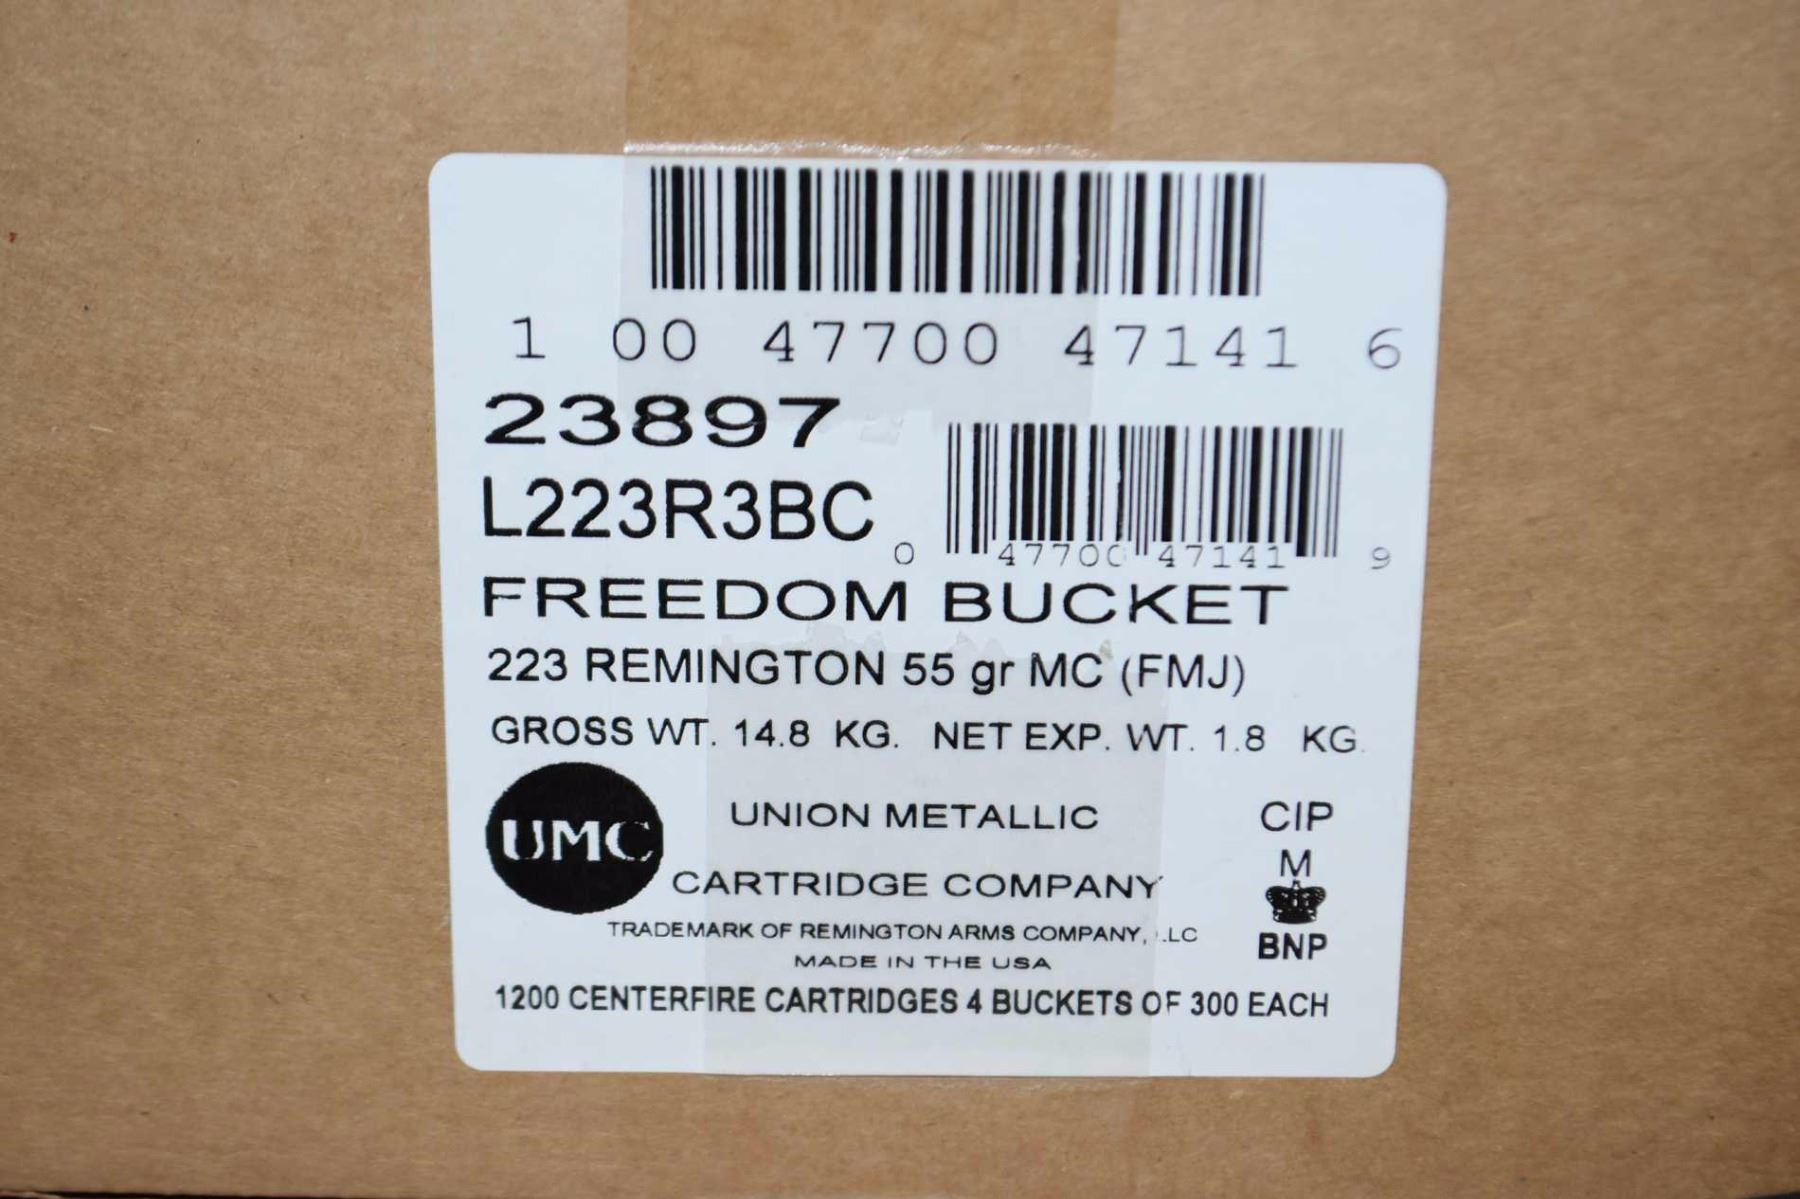 1 00 47700 47141 6
23897
L223R3BC
0 47700 47141 9
FREEDOM BUCKET
223 REMINGTON 55 gr MC (FMJ)
GROSS WT. 14.8 KG. NET EXP. WT. 1.8 KG.
UMC
UNION METALLIC
CARTRIDGE COMPANY
CIP
M
BNP
TRADEMARK OF REMINGTON ARMS COMPANY, LLC
MADE IN THE USA
1200 CENTERFIRE CARTRIDGES 4 BUCKETS OF 300 EACH